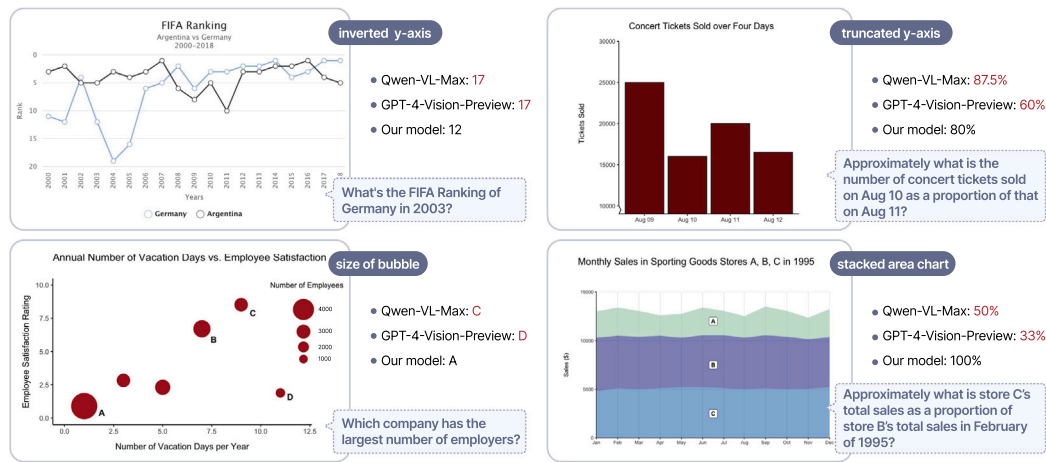 FIFA Ranking
Argentina vs Germany
2000-2018
inverted y-axis
0
5
10
15
20
Rank
2000
2001
2002
2003
2004
2005
2006
2007
2008
2009
2010
2011
2012
2013
2014
2015
2016
2017
Years
Germany
Argentina
Qwen-VL-Max: 17
GPT-4-Vision-Preview: 17
Our model: 12
What's the FIFA Ranking of
Germany in 2003?
Concert Tickets Sold over Four Days
truncated y-axis
30000
25000
20000
15000
10000
Tickets Sold
Aug 09
Aug 10
Aug 11
Aug 12
Qwen-VL-Max: 87.5%
GPT-4-Vision-Preview: 60%
Our model: 80%
Approximately what is the
number of concert tickets sold
on Aug 10 as a proportion of that
on Aug 11?
Annual Number of Vacation Days vs. Employee Satisfaction
size of bubble
Number of Employees
4000
3000
2000
1000
10.0
7.5
5.0
2.5
0.0
Employee Satisfaction Rating
A
B
C
D
0.0
2.5
5.0
7.5
10.0
12.5
Number of Vacation Days per Year
Qwen-VL-Max: C
GPT-4-Vision-Preview: D
Our model: A
Which company has the
largest number of employers?
Monthly Sales in Sporting Goods Stores A, B, C in 1995
stacked area chart
15000
10000
5000
0
Sales ($)
A
B
C
Jan
Feb
Mar
Apr
May
Jun
Jul
Aug
Sep
Oct
Nov
Dec
Qwen-VL-Max: 50%
GPT-4-Vision-Preview: 33%
Our model: 100%
Approximately what is store C's
total sales as a proportion of
store B's total sales in February
of 1995?